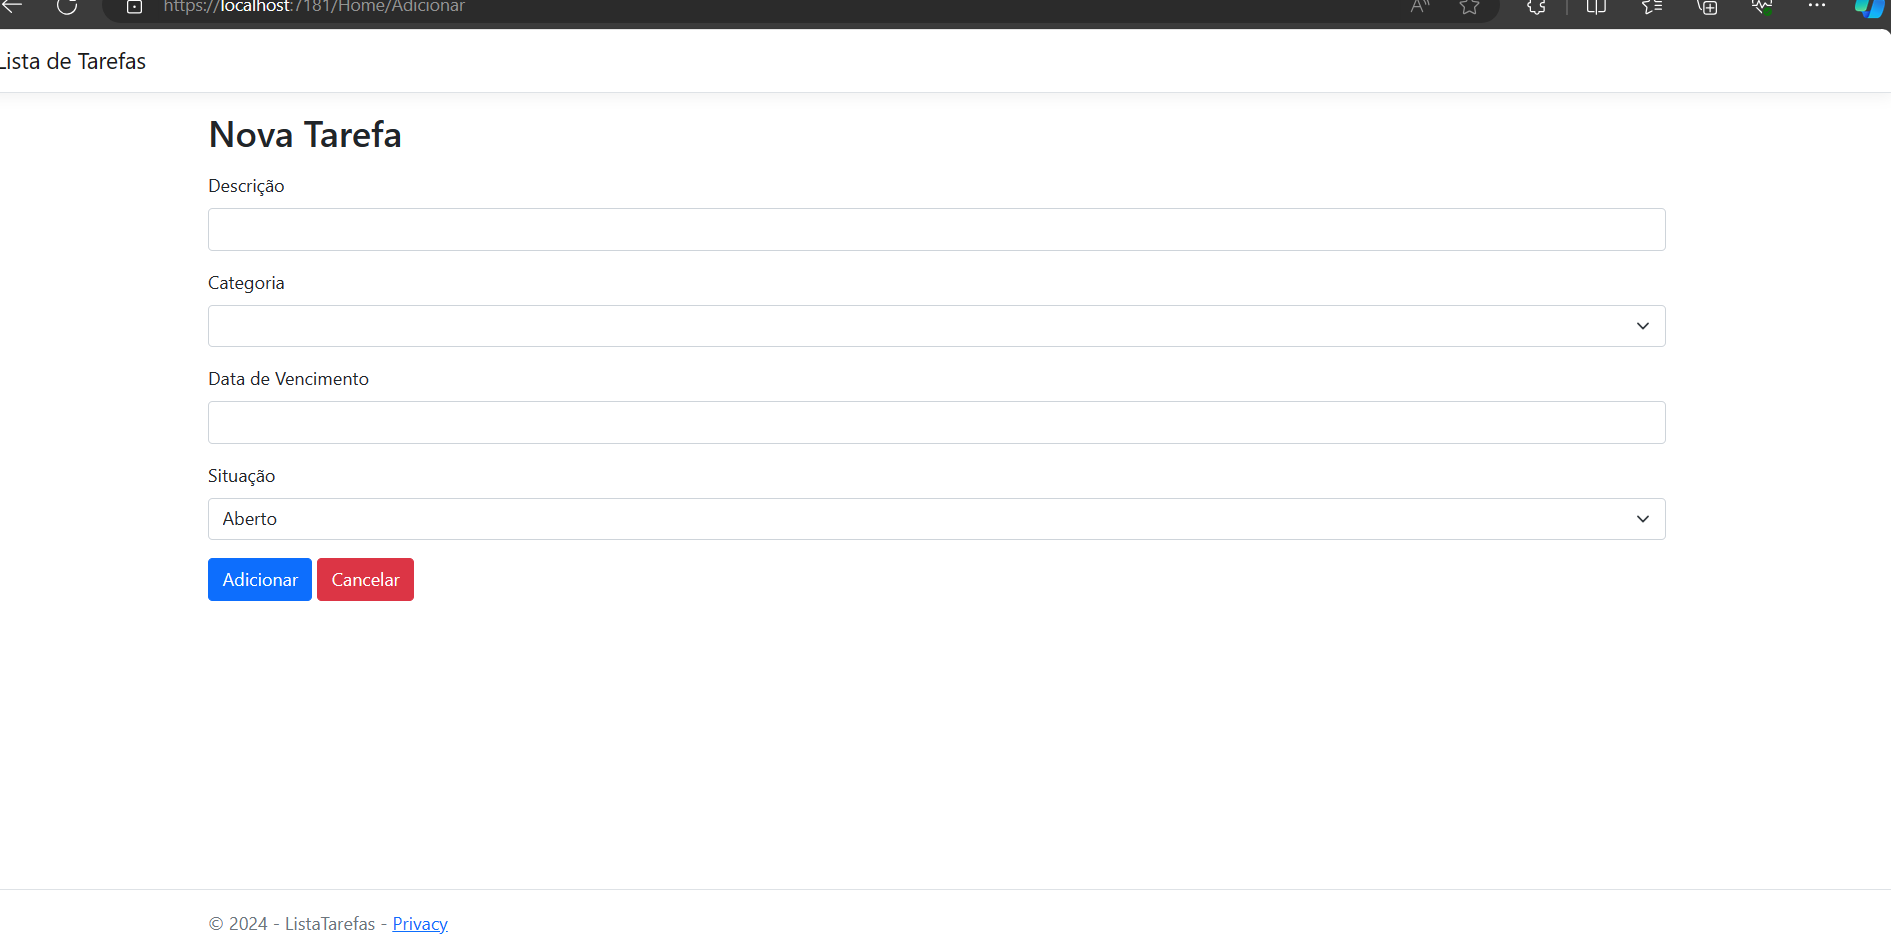 https://localhost:7181/Home/Adicionar
Lista de Tarefas
Nova Tarefa
Descrição
Categoria
Data de Vencimento
Situação
Aberto
Adicionar Cancelar
© 2024 - ListaTarefas - Privacy